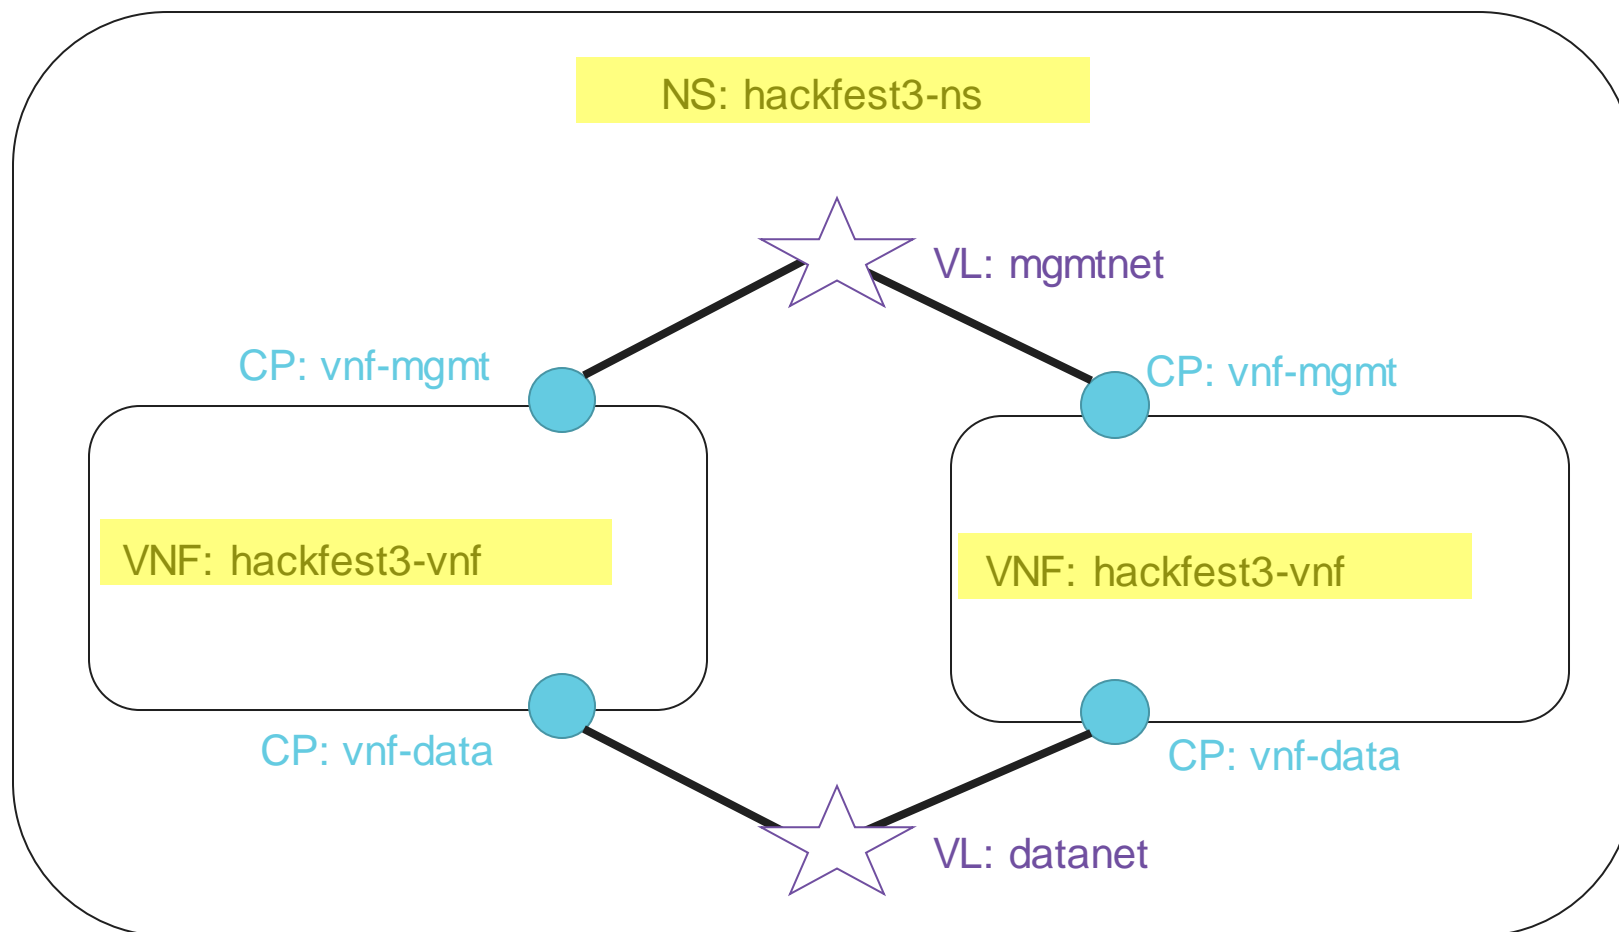 NS: hackfest3-ns
VL: mgmtnet
CP: vnf-mgmt
CP: vnf-mgmt
VNF: hackfest3-vnf
VNF: hackfest3-vnf
CP: vnf-data
CP: vnf-data
VL: datanet